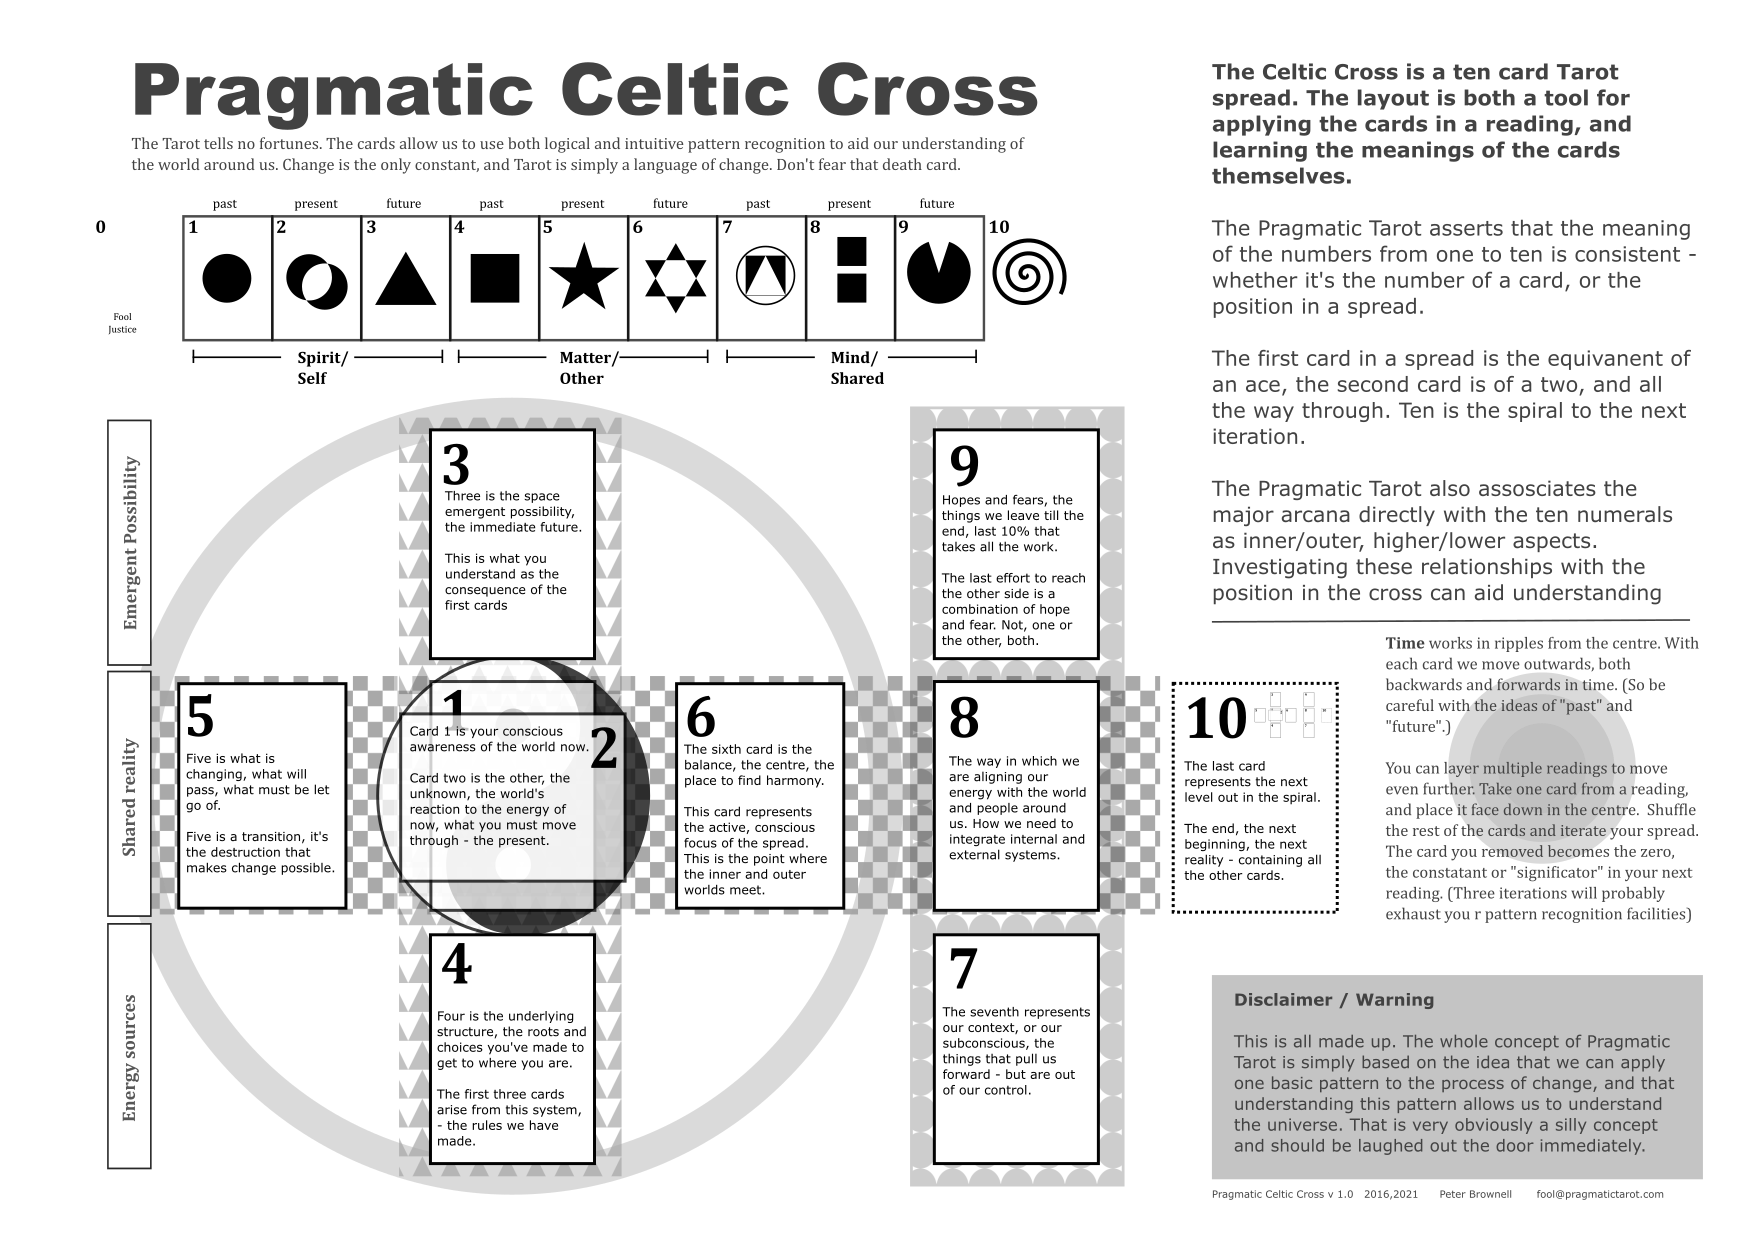 Pragmatic Celtic Cross
The Tarot tells no fortunes. The cards allow us to use both logical and intuitive pattern recognition to aid our understanding of
the world around us. Change is the only constant, and Tarot is simply a language of change. Don't fear that death card.
past present future past present future past present future
0 1 2 3 4 5 6 7 8 9 10
Fool
Justice
Spirit/
Self
Matter/
Other
Mind/
Shared
Emergent Possibility
3
Three is the space
emergent possibility,
the immediate future.
This is what you
understand as the
consequence of the
first cards
9
Hopes and fears, the
things we leave till the
end, last 10% that
takes all the work.
The last effort to reach
the other side is a
combination of hope
and fear. Not, one or
the other, both.
Shared reality
5
Five is what is
changing, what will
pass, what must be let
go of.
Five is a transition, it's
the destruction that
makes change possible.
1
2
Card 1 is your conscious
awareness of the world now.
Card two is the other, the
unknown, the world's
reaction to the energy of
now, what you must move
through - the present.
6
The sixth card is the
balance, the centre, the
place to find harmony.
This card represents
the active, conscious
focus of the spread.
This is the point where
the inner and outer
worlds meet.
8
The way in which we
are aligning our
energy with the world
and people around
us. How we need to
integrate internal and
external systems.
10
The last card
represents the next
level out in the spiral.
The end, the next
beginning, the next
reality - containing all
the other cards.
Energy sources
4
Four is the underlying
structure, the roots and
choices you've made to
get to where you are.
The first three cards
arise from this system,
- the rules we have
made.
7
The seventh represents
our context, or our
subconscious, the
things that pull us
forward - but are out
of our control.
The Celtic Cross is a ten card Tarot
spread. The layout is both a tool for
applying the cards in a reading, and
learning the meanings of the cards
themselves.
The Pragmatic Tarot asserts that the meaning
of the numbers from one to ten is consistent -
whether it's the number of a card, or the
position in a spread.
The first card in a spread is the equivanent of
an ace, the second card is of a two, and all
the way through. Ten is the spiral to the next
iteration.
The Pragmatic Tarot also assosciates the
major arcana directly with the ten numerals
as inner/outer, higher/lower aspects.
Investigating these relationships with the
position in the cross can aid understanding
Time works in ripples from the centre. With
each card we move outwards, both
backwards and forwards in time. (So be
careful with the ideas of "past" and
"future".)
You can layer multiple readings to move
even further. Take one card from a reading,
and place it face down in the centre. Shuffle
the rest of the cards and iterate your spread.
The card you removed becomes the zero,
the constatant or "significator" in your next
reading. (Three iterations will probably
exhaust you r pattern recognition facilities)
Disclaimer / Warning
This is all made up. The whole concept of Pragmatic
Tarot is simply based on the idea that we can apply
one basic pattern to the process of change, and that
understanding this pattern allows us to understand
the universe. That is very obviously a silly concept
and should be laughed out the door immediately.
Pragmatic Celtic Cross v 1.0 2016,2021 Peter Brownell fool@pragmatictarot.com